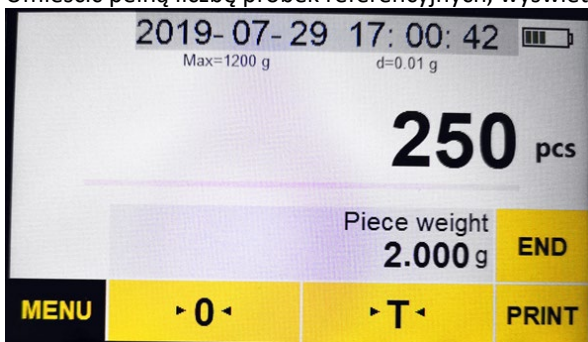 2019-07-29 17:00:42
Max=1200 g d=0.01 g
250 pcs
Piece weight
2.000 g
END
MENU ►0◄ ►T◄ PRINT